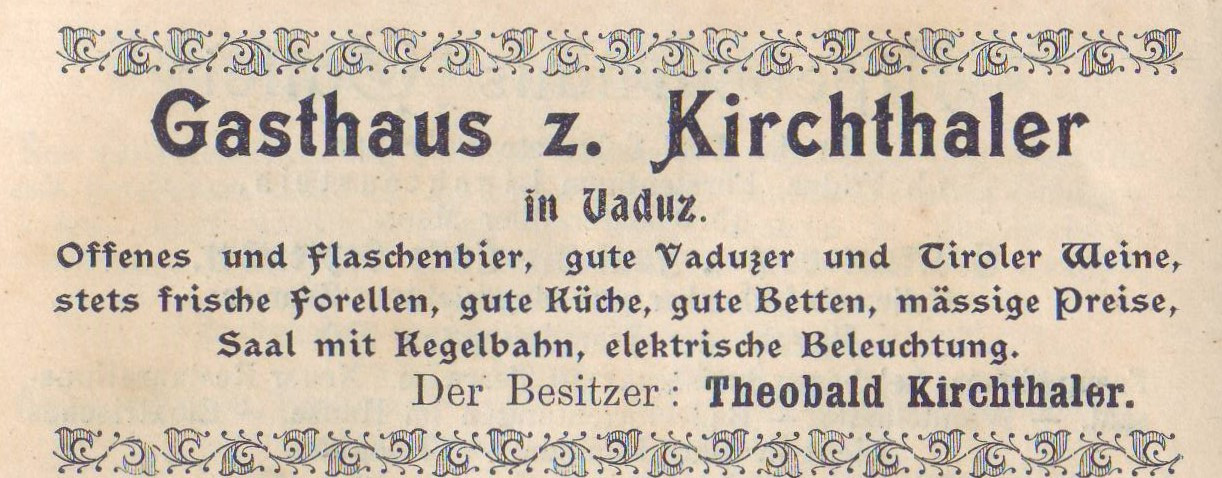 Gasthaus z. Kirchthaler
in Vaduz.
Offenes und Flaschenbier, gute Vaduzer und Tiroler Weine,
stets frische Forellen, gute Küche, gute Betten, mässige Preise,
Saal mit Kegelbahn, elektrische Beleuchtung.
Der Besitzer: Theobald Kirchthaler.